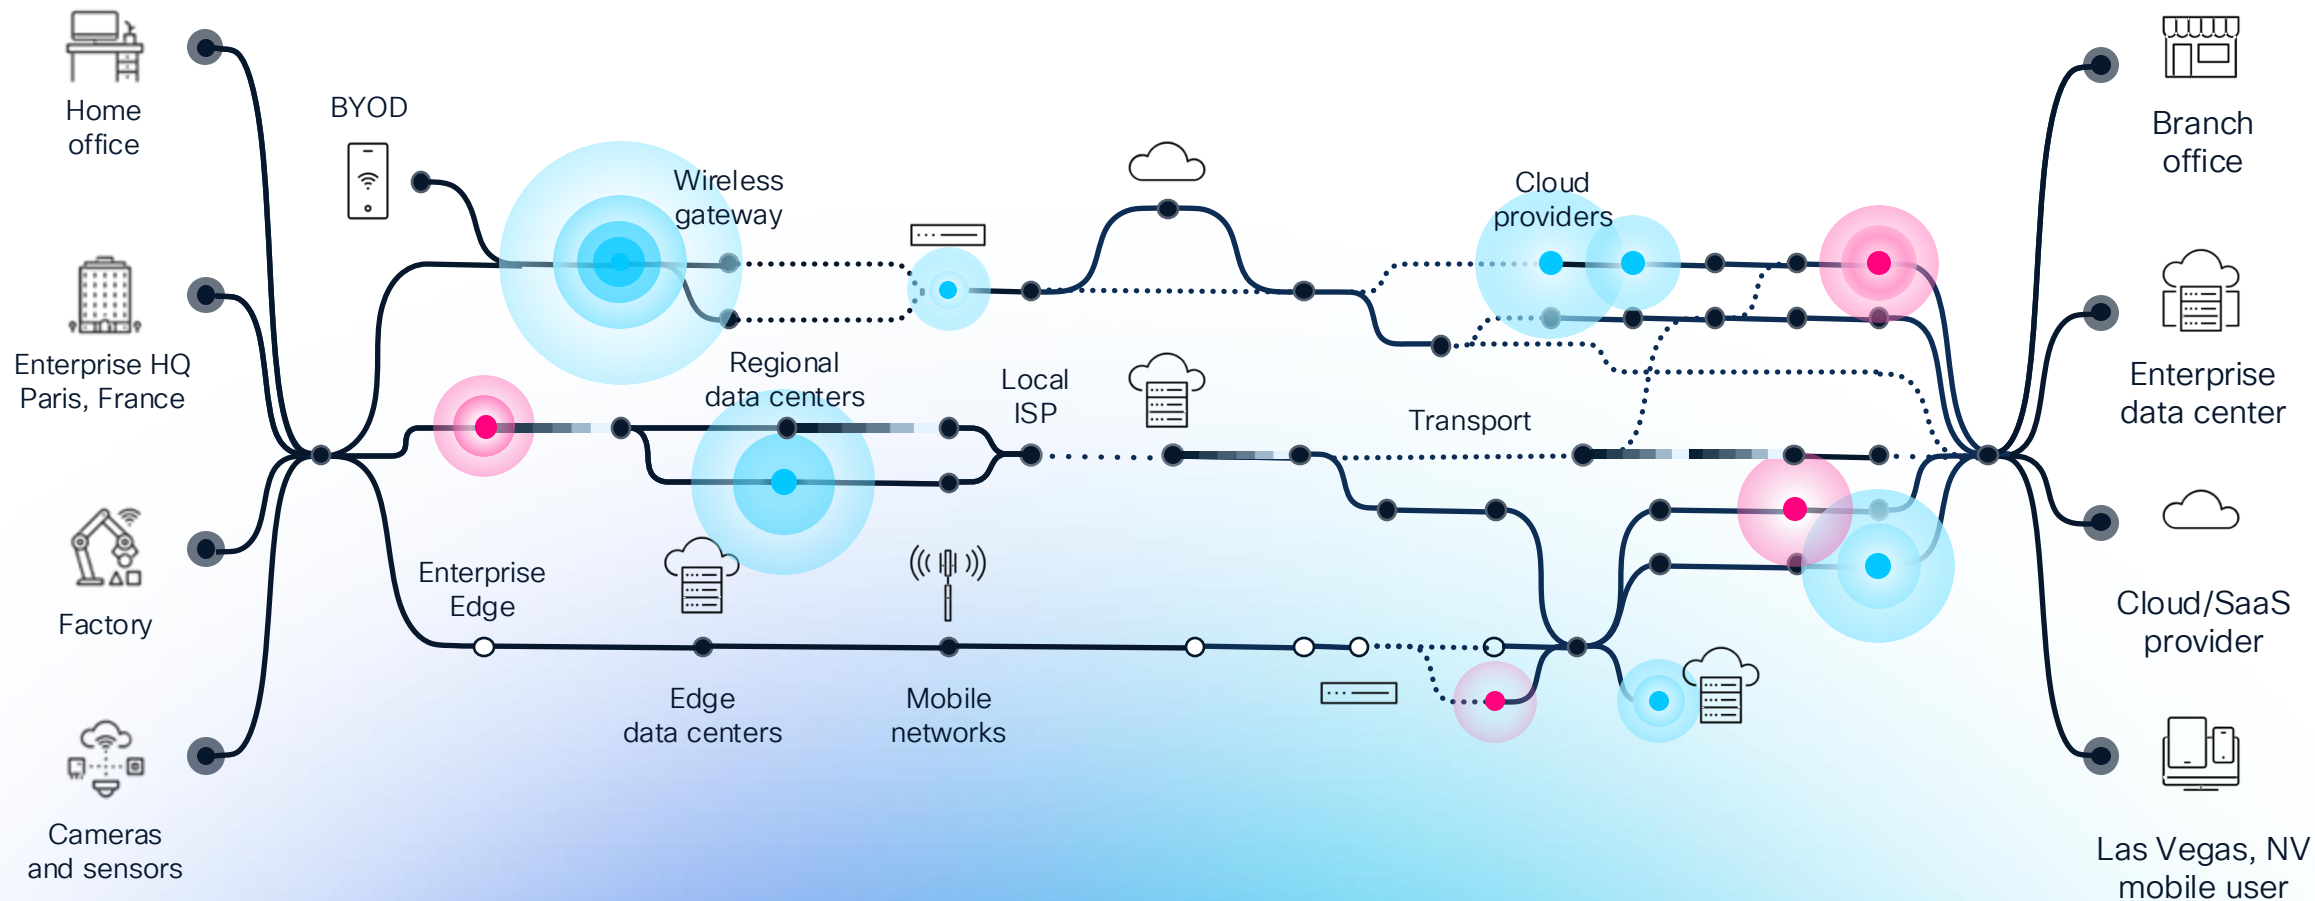 Home
office
BYOD
Enterprise HQ
Paris, France
Factory
Cameras
and sensors
Wireless
gateway
Regional
data centers
Local
ISP
Enterprise
Edge
Edge
data centers
Mobile
networks
Cloud
providers
Transport
Branch
office
Enterprise
data center
Cloud/SaaS
provider
Las Vegas, NV
mobile user